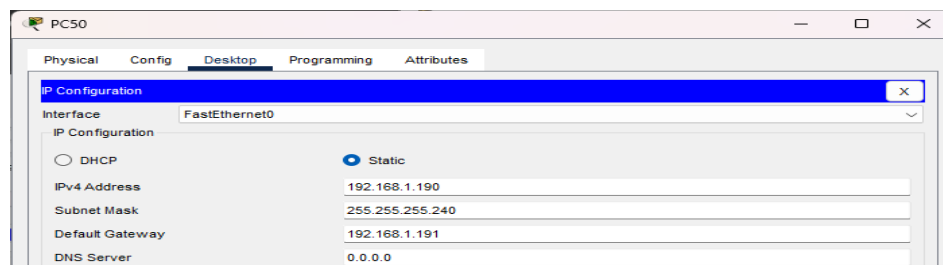 PC50
Physical Config Desktop Programming Attributes
IP Configuration X
Interface FastEthernet0
IP Configuration
DHCP Static
IPv4 Address 192.168.1.190
Subnet Mask 255.255.255.240
Default Gateway 192.168.1.191
DNS Server 0.0.0.0